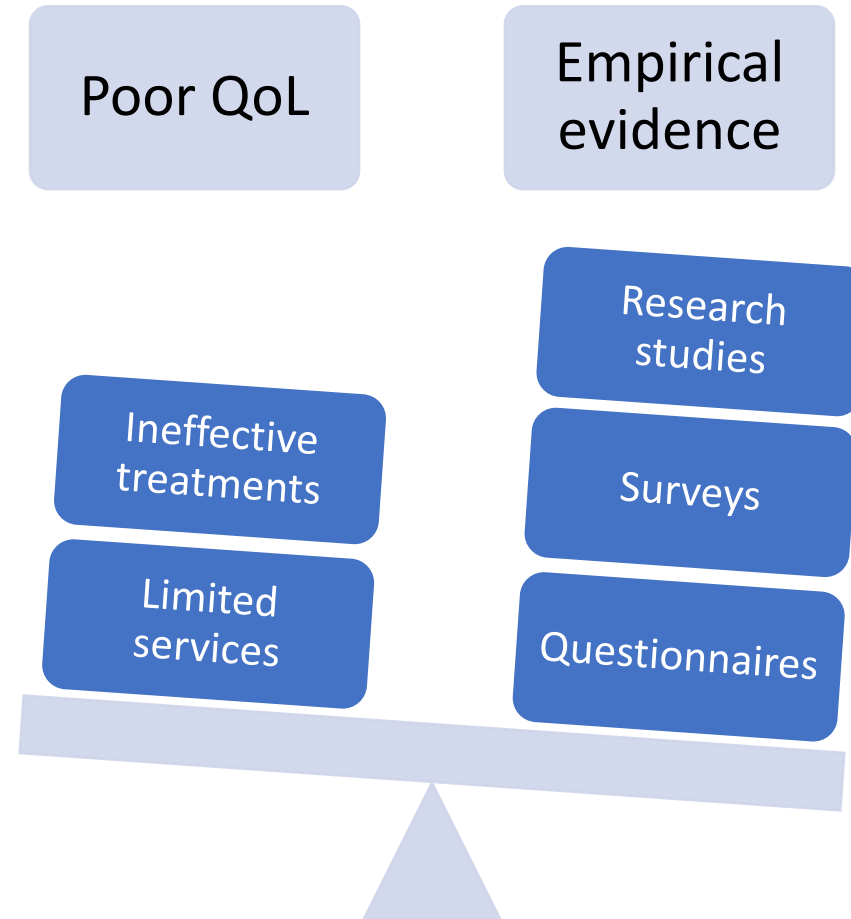 Poor QoL
Empirical
evidence
Research
studies
Ineffective
treatments
Surveys
Limited
services
Questionnaires